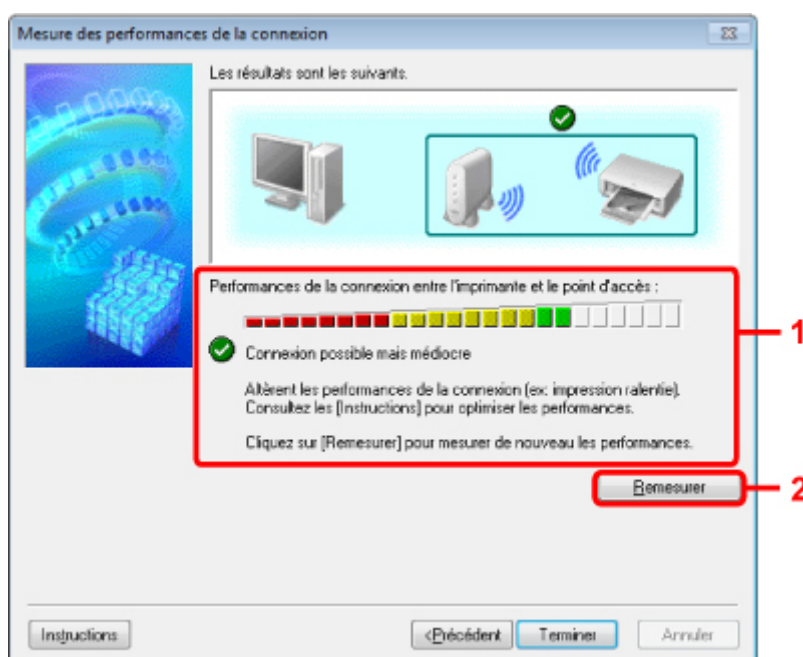 Mesure des performances de la connexion
Les résultats sont les suivants.
Performances de la connexion entre l'imprimante et le point d'accès :
1
Connexion possible mais médiocre
Altèrent les performances de la connexion (ex: impression ralentie).
Consultez les [Instructions] pour optimiser les performances.
Cliquez sur [Remesurer] pour mesurer de nouveau les performances.
Remesurer
2
Instructions
<Précédent
Terminer
Annuler